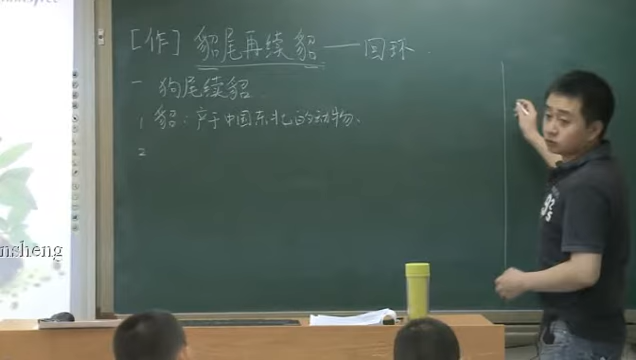 [作] 貂尾再续貂——回环.
一 狗尾续貂.
1 貂：产于中国东北的动物、
2
nsheng